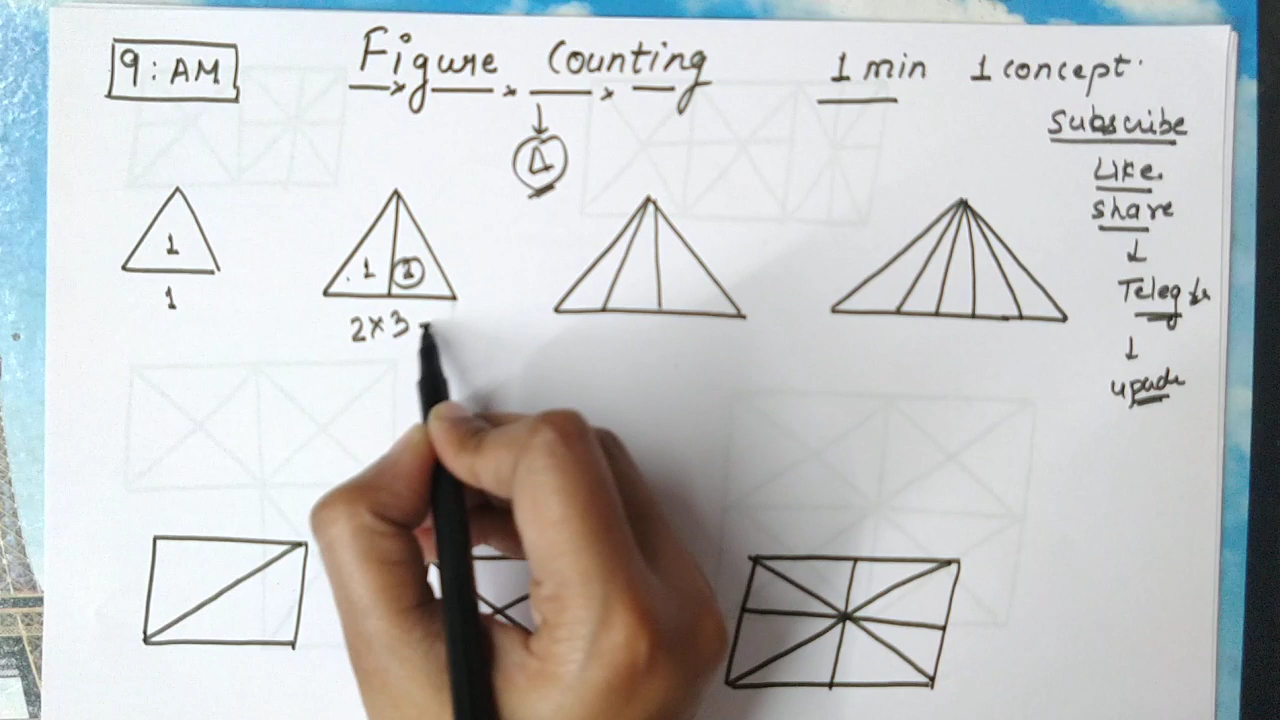 9:AM
Figure Counting
1 min 1 concept.
Subscribe
Like.
Share
1
1
1
2×3